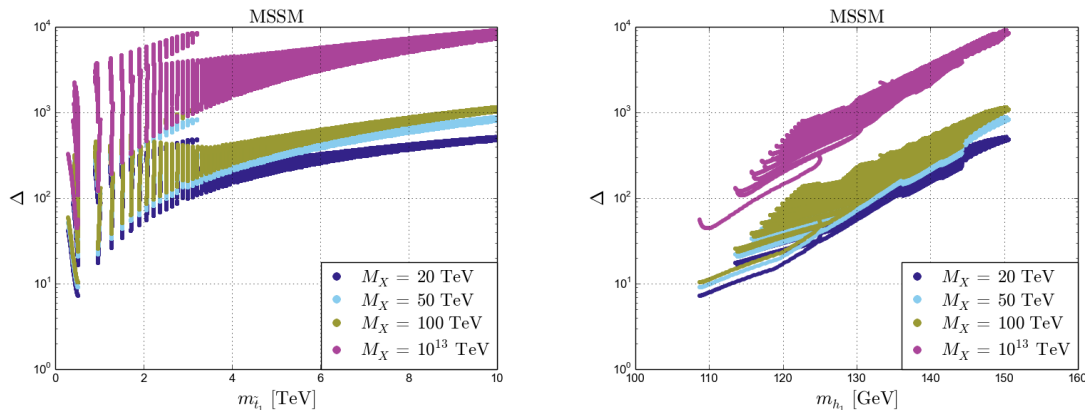 MSSM
10^4
10^3
10^2
10^1
10^0
Δ
0 2 4 6 8 10
m_{\tilde{t}_1} [TeV]
M_X = 20 TeV
M_X = 50 TeV
M_X = 100 TeV
M_X = 10^{13} TeV
MSSM
10^4
10^3
10^2
10^1
10^0
Δ
100 110 120 130 140 150 160
m_{h_1} [GeV]
M_X = 20 TeV
M_X = 50 TeV
M_X = 100 TeV
M_X = 10^{13} TeV